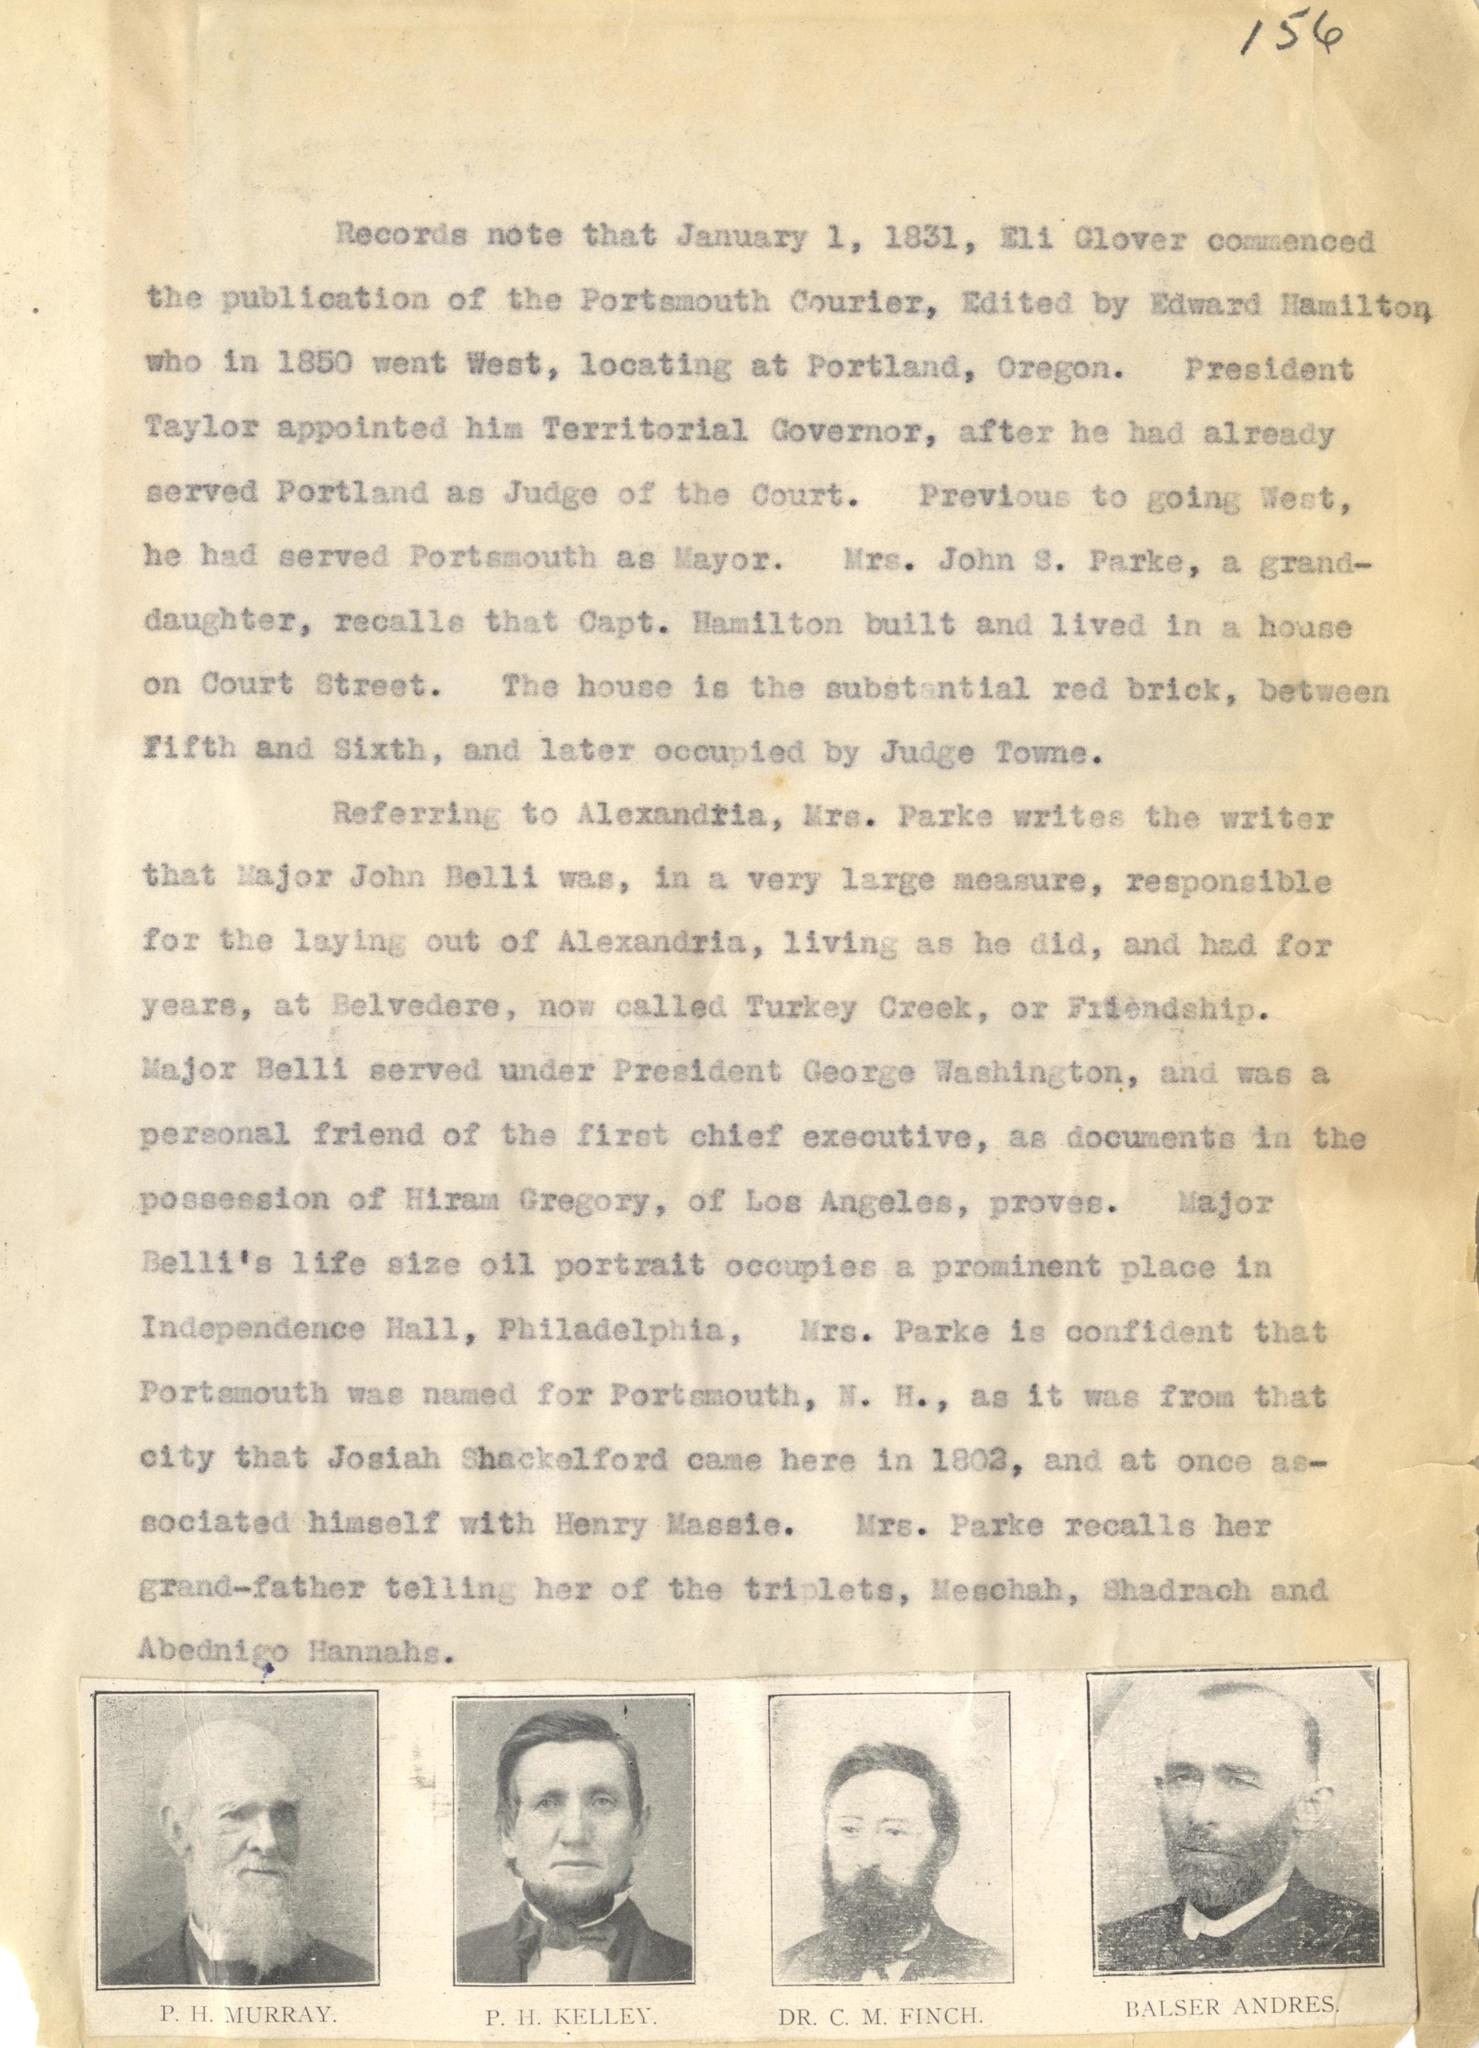 156
Records note that January 1, 1831, Eli Glover commenced
the publication of the Portsmouth Courier, Edited by Edward Hamilton,
who in 1850 went West, locating at Portland, Oregon. President
Taylor appointed him Territorial Governor, after he had already
served Portland as Judge of the Court. Previous to going West,
he had served Portsmouth as Mayor. Mrs. John S. Parke, a grand-
daughter, recalls that Capt. Hamilton built and lived in a house
on Court Street. The house is the substantial red brick, between
Fifth and Sixth, and later occupied by Judge Towne.
Referring to Alexandria, Mrs. Parke writes the writer
that Major John Belli was, in a very large measure, responsible
for the laying out of Alexandria, living as he did, and had for
years, at Belvedere, now called Turkey Creek, or Friendship.
Major Belli served under President George Washington, and was a
personal friend of the first chief executive, as documents in the
possession of Hiram Gregory, of Los Angeles, proves. Major
Belli's life size oil portrait occupies a prominent place in
Independence Hall, Philadelphia, Mrs. Parke is confident that
Portsmouth was named for Portsmouth, N. H., as it was from that
city that Josiah Shackelford came here in 1802, and at once as-
sociated himself with Henry Massie. Mrs. Parke recalls her
grand-father telling her of the triplets, Meschah, Shadrach and
Abednigo Hannahs.
P. H. MURRAY. P. H. KELLEY. DR. C. M. FINCH. BALSER ANDRES.